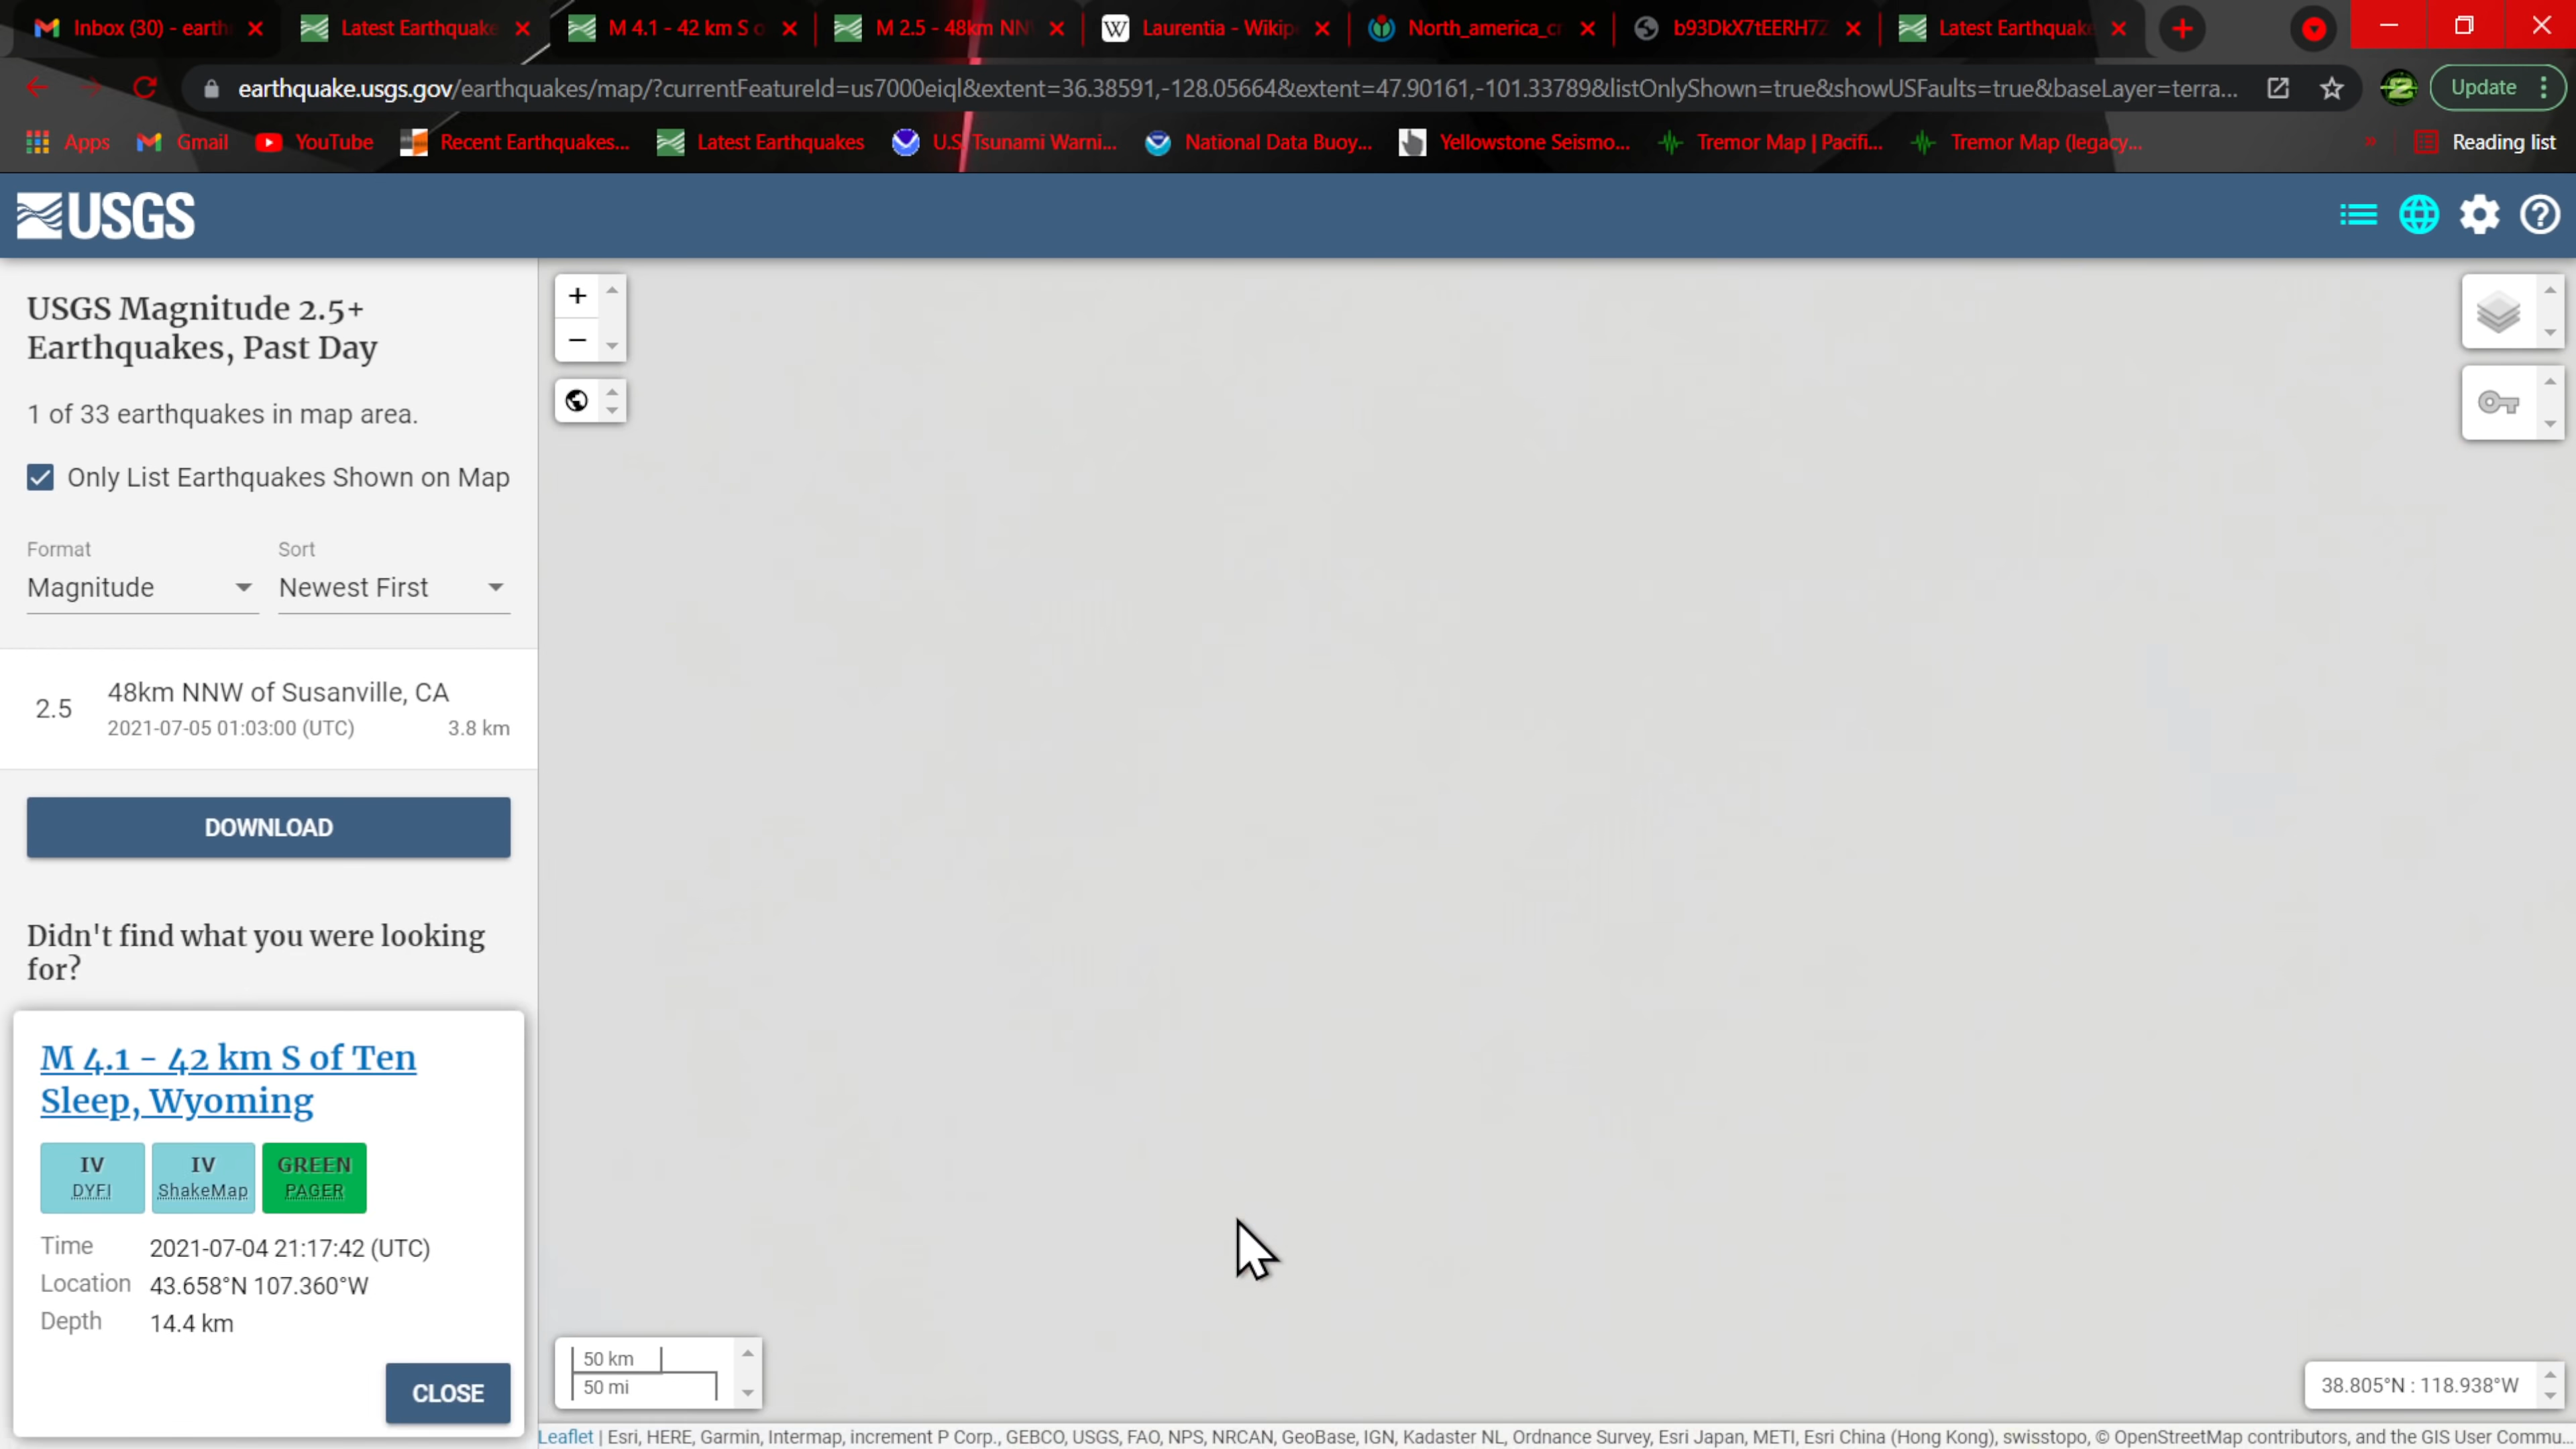 Inbox (30) - earth
Latest Earthquake
M 4.1 - 42 km S o
M 2.5 - 48km NN
Laurentia - Wikip
North_america_cr
b93DkX7tEERH7Z
Latest Earthquak
earthquake.usgs.gov/earthquakes/map/?currentFeatureId=us7000eiql&extent=36.38591,-128.05664&extent=47.90161,-101.33789&listOnlyShown=true&showUSFaults=true&baseLayer=terra...
Update
Apps
Gmail
YouTube
Recent Earthquakes...
Latest Earthquakes
U.S. Tsunami Warni...
National Data Buoy...
Yellowstone Seismo...
Tremor Map | Pacifi...
Tremor Map (legacy...
Reading list
USGS
USGS Magnitude 2.5+
Earthquakes, Past Day
1 of 33 earthquakes in map area.
Only List Earthquakes Shown on Map
Format
Sort
Magnitude
Newest First
2.5
48km NNW of Susanville, CA
2021-07-05 01:03:00 (UTC)
3.8 km
DOWNLOAD
Didn't find what you were looking
for?
M 4.1 - 42 km S of Ten
Sleep, Wyoming
IV
DYFI
IV
ShakeMap
GREEN
PAGER
Time 2021-07-04 21:17:42 (UTC)
Location 43.658°N 107.360°W
Depth 14.4 km
CLOSE
50 km
50 mi
38.805°N : 118.938°W
Leaflet | Esri, HERE, Garmin, Intermap, increment P Corp., GEBCO, USGS, FAO, NPS, NRCAN, GeoBase, IGN, Kadaster NL, Ordnance Survey, Esri Japan, METI, Esri China (Hong Kong), swisstopo, © OpenStreetMap contributors, and the GIS User Commu...